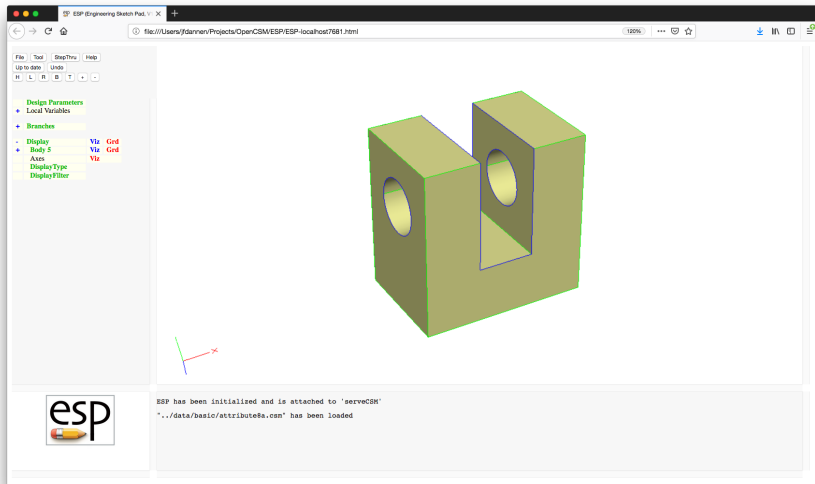 ESP (Engineering Sketch Pad, V
file:///Users/jfdannen/Projects/OpenCSM/ESP/ESP-localhost7681.html
120%
File Tool StepThru Help
Up to date Undo
H L R B T + -
Design Parameters
+ Local Variables
+ Branches
- Display Viz Grd
+ Body 5 Viz Grd
Axes Viz
DisplayType
DisplayFilter
X
esp
ESP has been initialized and is attached to 'serveCSM'
"../data/basic/attribute8a.csm" has been loaded